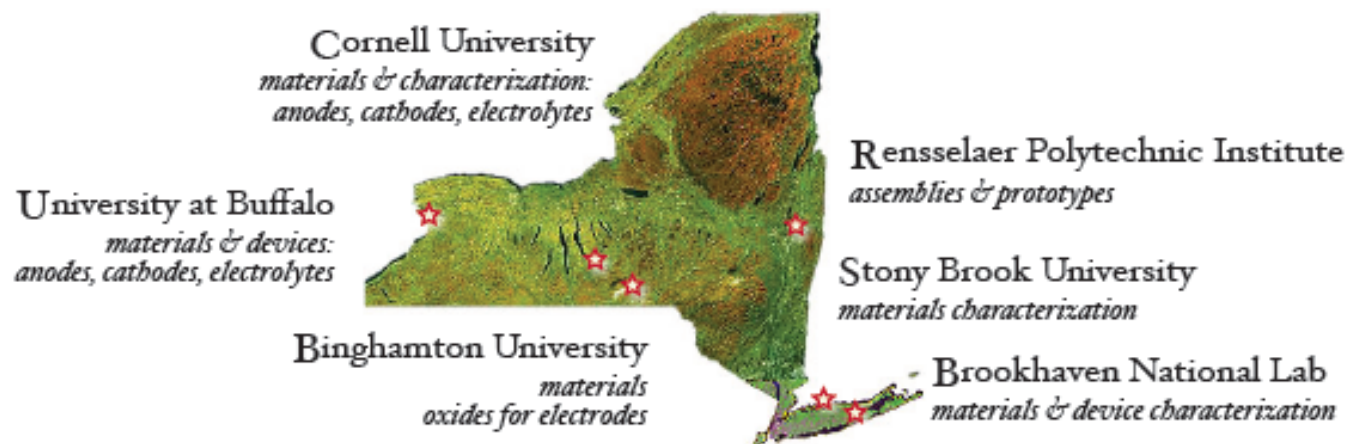 Cornell University
materials & characterization:
anodes, cathodes, electrolytes
Rensselaer Polytechnic Institute
assemblies & prototypes
University at Buffalo
materials & devices:
anodes, cathodes, electrolytes
Stony Brook University
materials characterization
Binghamton University
materials
oxides for electrodes
Brookhaven National Lab
materials & device characterization